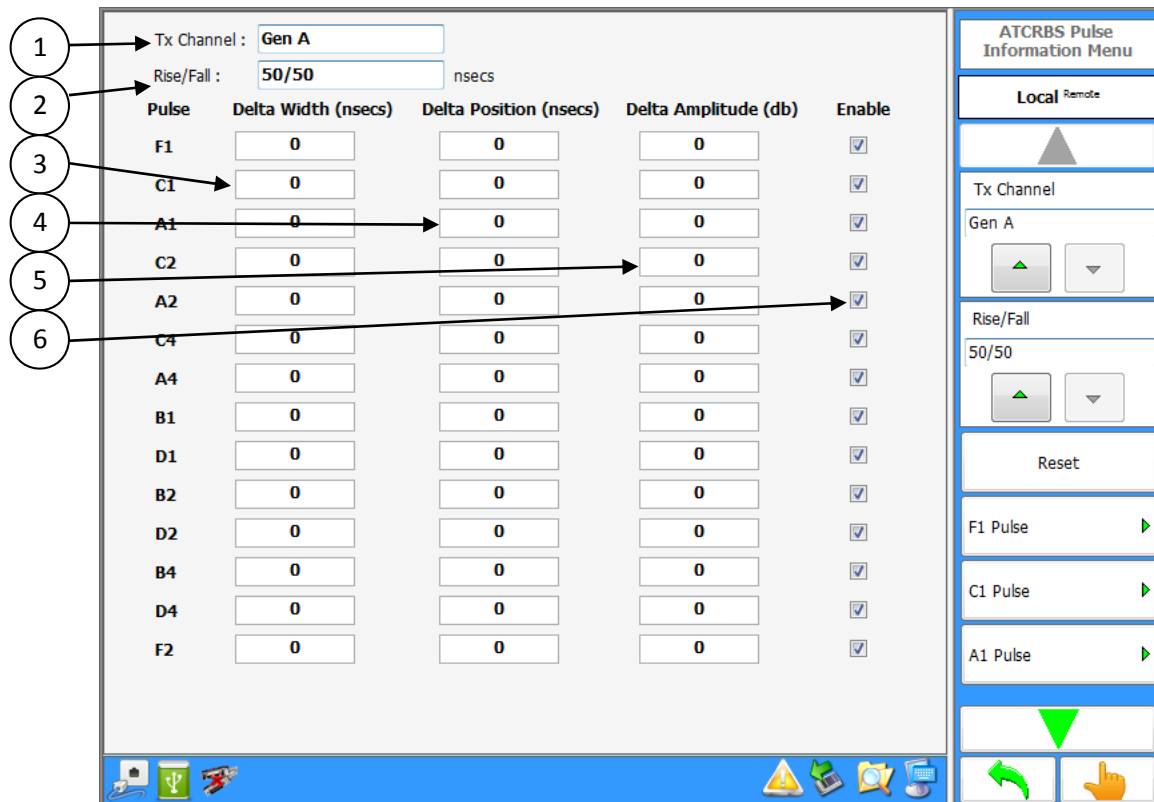 1
Tx Channel : Gen A
2
Rise/Fall : 50/50 nsecs
Pulse Delta Width (nsecs) Delta Position (nsecs) Delta Amplitude (db) Enable
F1 0 0 0
3
C1 0 0 0
4
A1 0 0 0
5
C2 0 0 0
A2 0 0 0
6
C4 0 0 0
A4 0 0 0
B1 0 0 0
D1 0 0 0
B2 0 0 0
D2 0 0 0
B4 0 0 0
D4 0 0 0
F2 0 0 0
ATCRBS Pulse
Information Menu
Local Remote
Tx Channel
Gen A
Rise/Fall
50/50
Reset
F1 Pulse
C1 Pulse
A1 Pulse